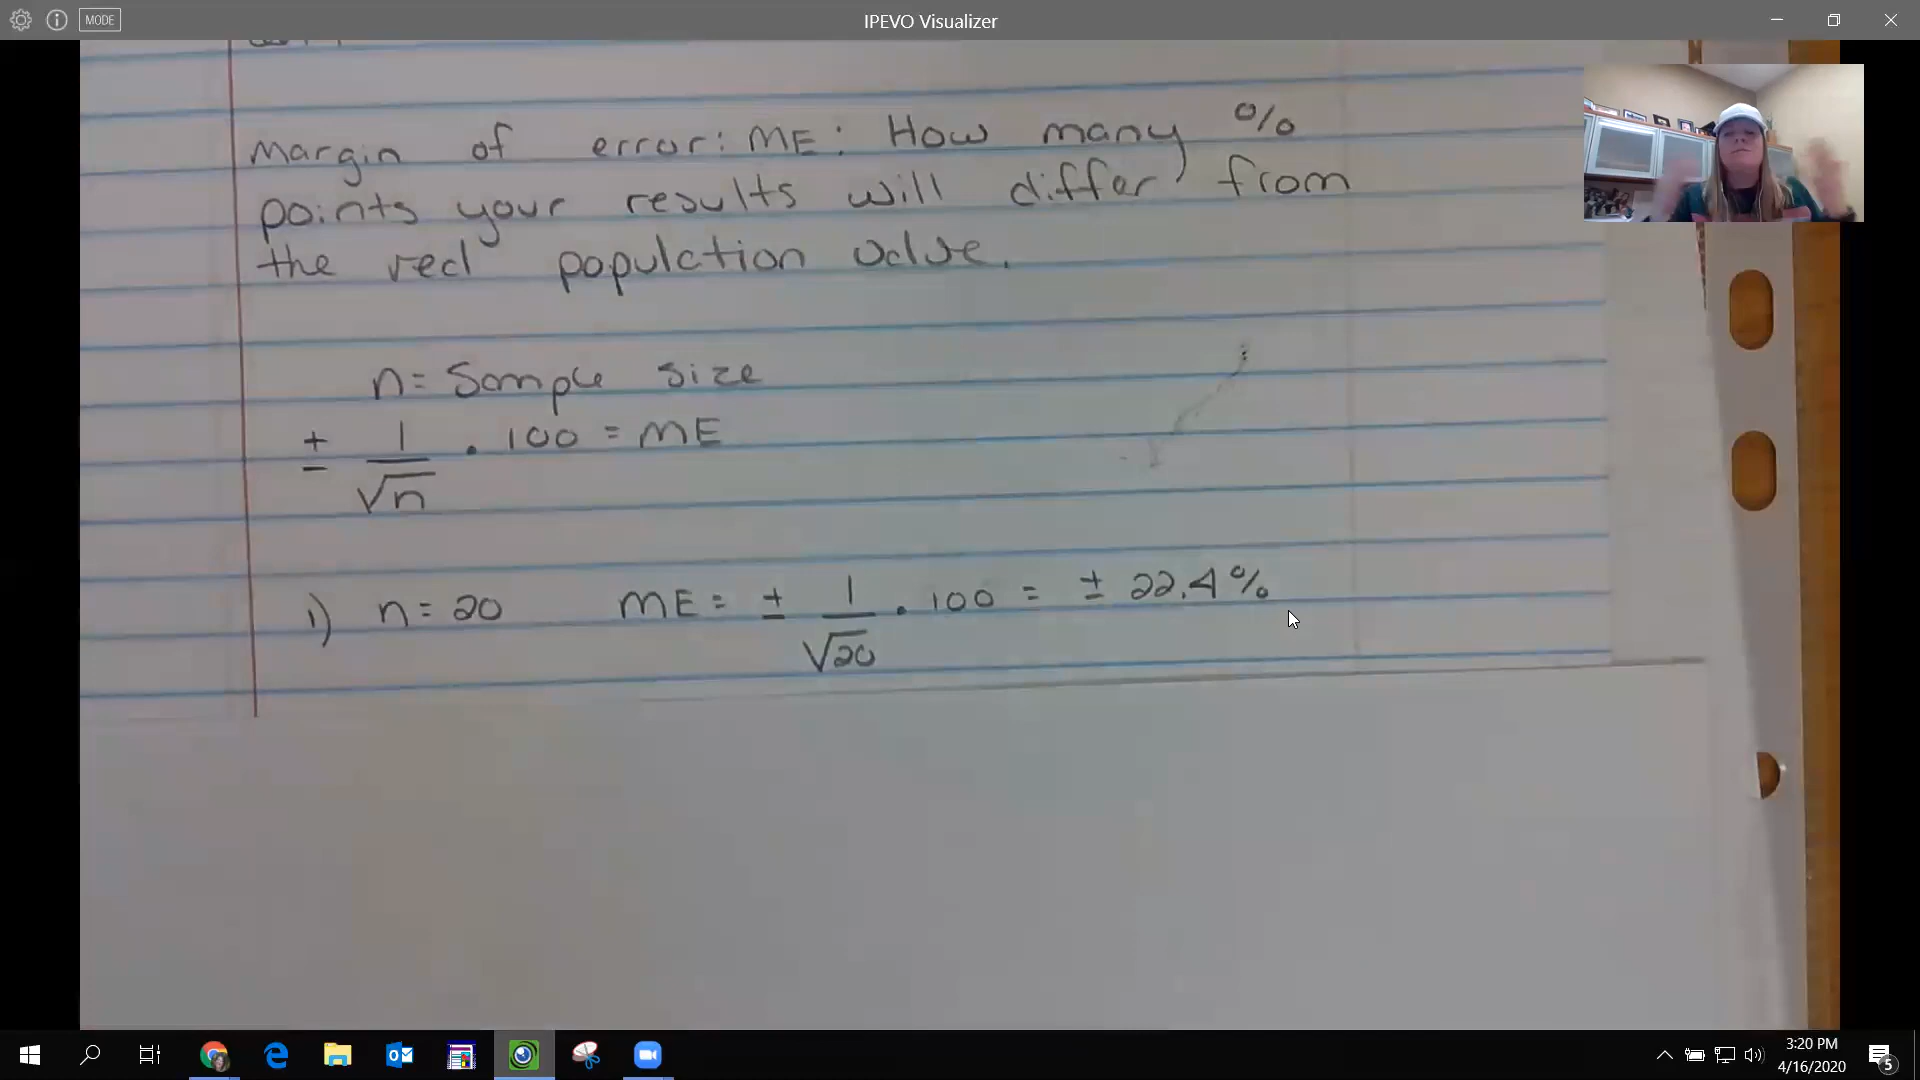 MODE
IPEVO Visualizer
Margin of error: ME: How many %
points your results will differ from
the real population value.
n = Sample size
± 1/√n · 100 = ME
1) n = 20 ME = ± 1/√20 · 100 = ± 22.4%
3:20 PM
4/16/2020
5